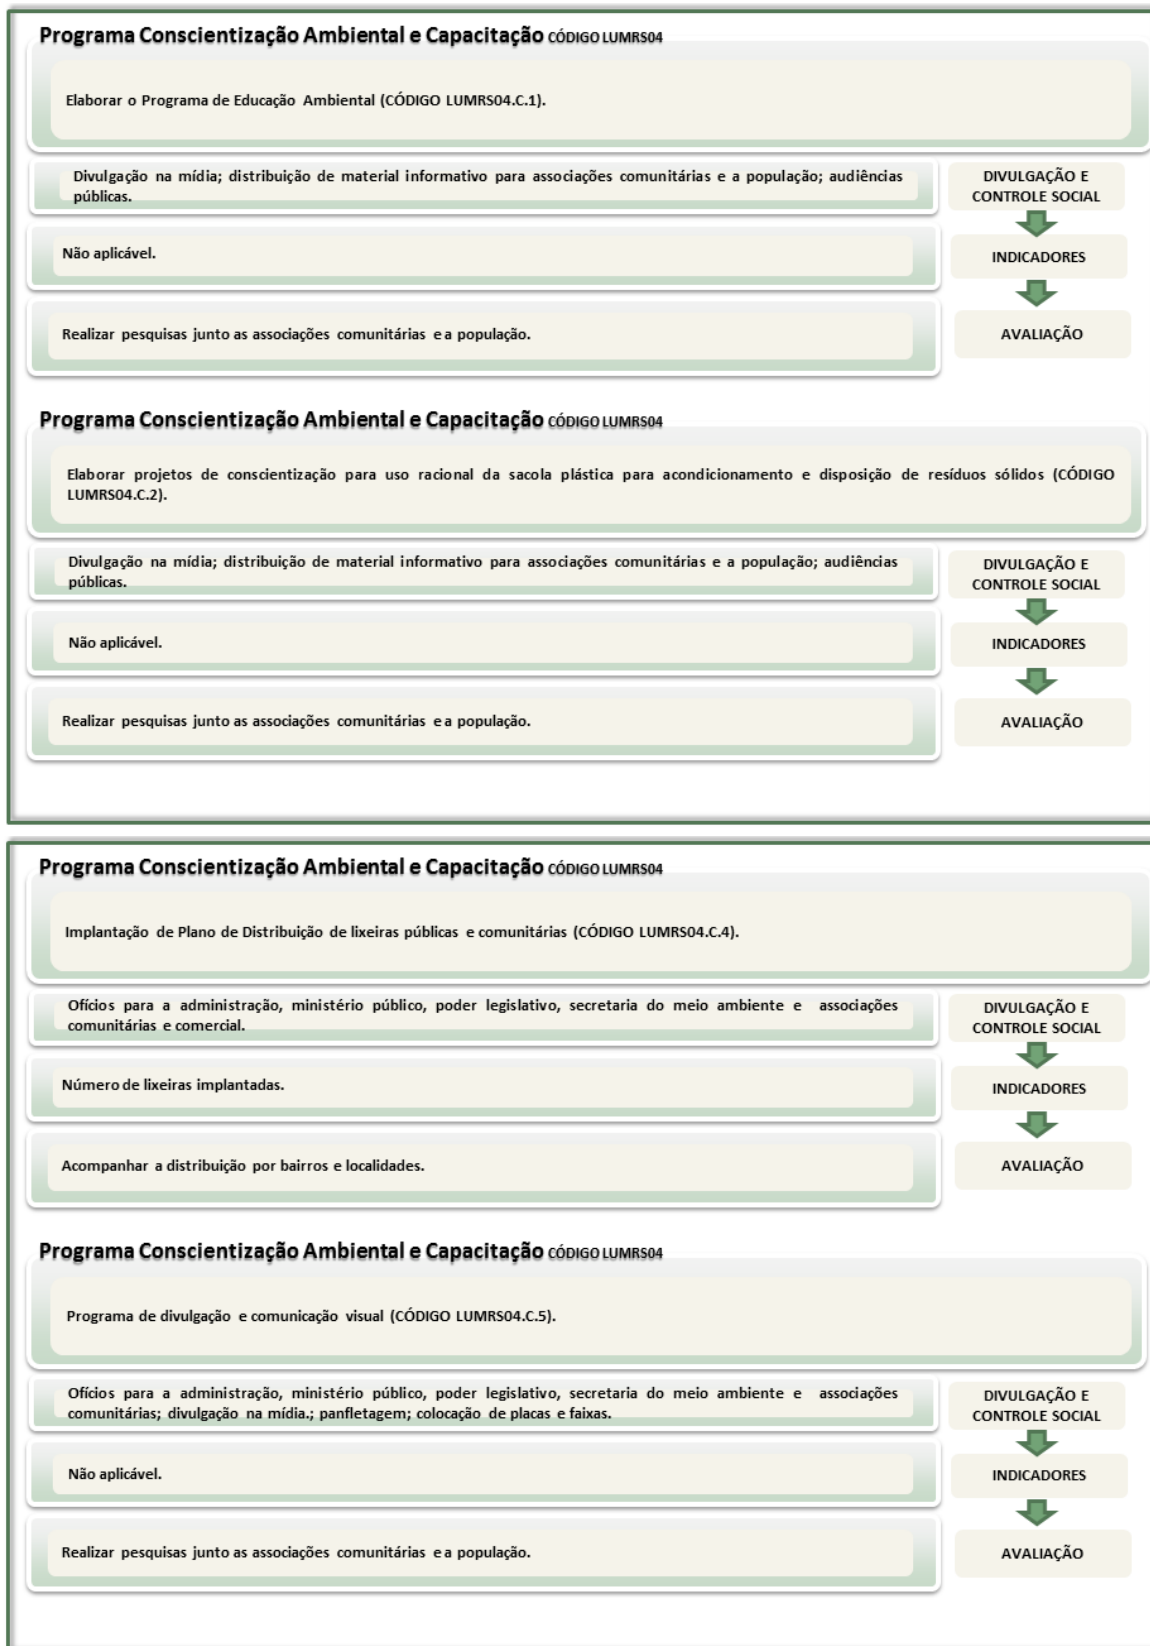 Programa Conscientização Ambiental e Capacitação CÓDIGO LUMRS04
Elaborar o Programa de Educação Ambiental (CÓDIGO LUMRS04.C.1).
Divulgação na mídia; distribuição de material informativo para associações comunitárias e a população; audiências
públicas.
DIVULGAÇÃO E
CONTROLE SOCIAL
Não aplicável.
INDICADORES
Realizar pesquisas junto as associações comunitárias e a população.
AVALIAÇÃO
Programa Conscientização Ambiental e Capacitação CÓDIGO LUMRS04
Elaborar projetos de conscientização para uso racional da sacola plástica para acondicionamento e disposição de resíduos sólidos (CÓDIGO
LUMRS04.C.2).
Divulgação na mídia; distribuição de material informativo para associações comunitárias e a população; audiências
públicas.
DIVULGAÇÃO E
CONTROLE SOCIAL
Não aplicável.
INDICADORES
Realizar pesquisas junto as associações comunitárias e a população.
AVALIAÇÃO
Programa Conscientização Ambiental e Capacitação CÓDIGO LUMRS04
Implantação de Plano de Distribuição de lixeiras públicas e comunitárias (CÓDIGO LUMRS04.C.4).
Ofícios para a administração, ministério público, poder legislativo, secretaria do meio ambiente e associações
comunitárias e comercial.
DIVULGAÇÃO E
CONTROLE SOCIAL
Número de lixeiras implantadas.
INDICADORES
Acompanhar a distribuição por bairros e localidades.
AVALIAÇÃO
Programa Conscientização Ambiental e Capacitação CÓDIGO LUMRS04
Programa de divulgação e comunicação visual (CÓDIGO LUMRS04.C.5).
Ofícios para a administração, ministério público, poder legislativo, secretaria do meio ambiente e associações
comunitárias; divulgação na mídia.; panfletagem; colocação de placas e faixas.
DIVULGAÇÃO E
CONTROLE SOCIAL
Não aplicável.
INDICADORES
Realizar pesquisas junto as associações comunitárias e a população.
AVALIAÇÃO